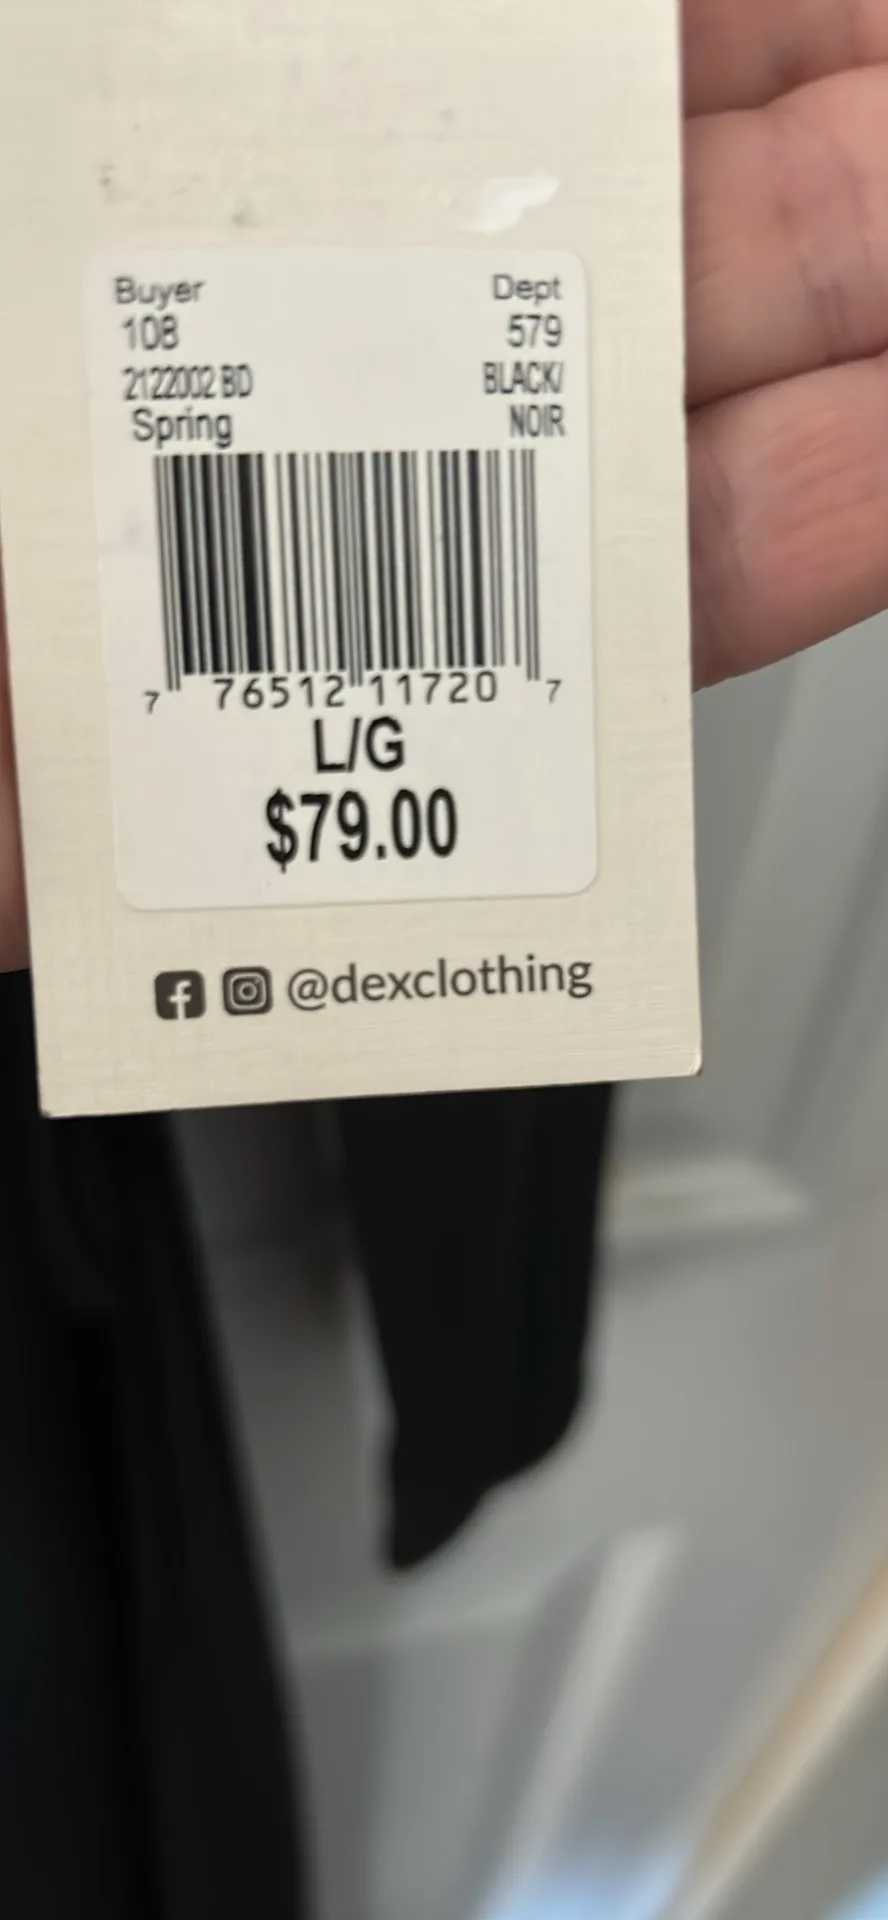 Buyer Dept
108 579
2122002 BD BLACK/
Spring NOIR
7 76512 11720 7
L/G
$79.00
@dexclothing